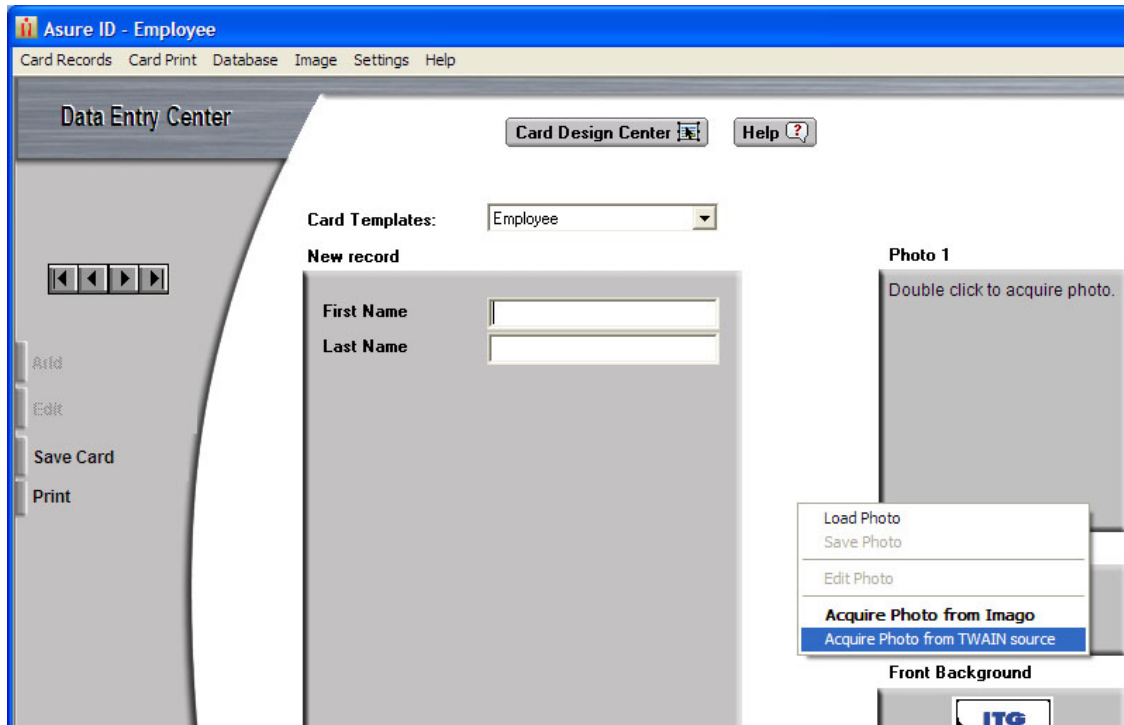 Asure ID - Employee
Card Records Card Print Database Image Settings Help
Data Entry Center
Card Design Center
Help ?
Card Templates: Employee
New record
Photo 1
Double click to acquire photo.
First Name
Last Name
Add
Edit
Save Card
Print
Load Photo
Save Photo
Edit Photo
Acquire Photo from Imago
Acquire Photo from TWAIN source
Front Background
ITG